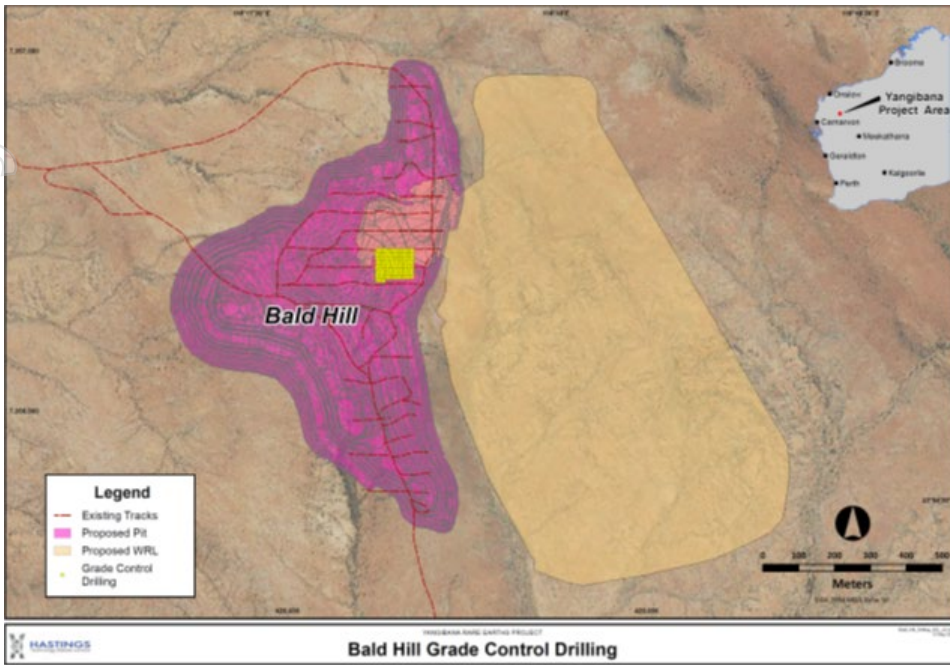 Broome
Onslow
Yangibana
Project Area
Carnarvon
Meekatharra
Geraldton
Kalgoorlie
Perth
Bald Hill
Legend
Existing Tracks
Proposed Pit
Proposed WRL
Grade Control
Drilling
0 100 200 300 400 500
Meters
YANGIBANA RARE EARTHS PROJECT
HASTINGS
Bald Hill Grade Control Drilling